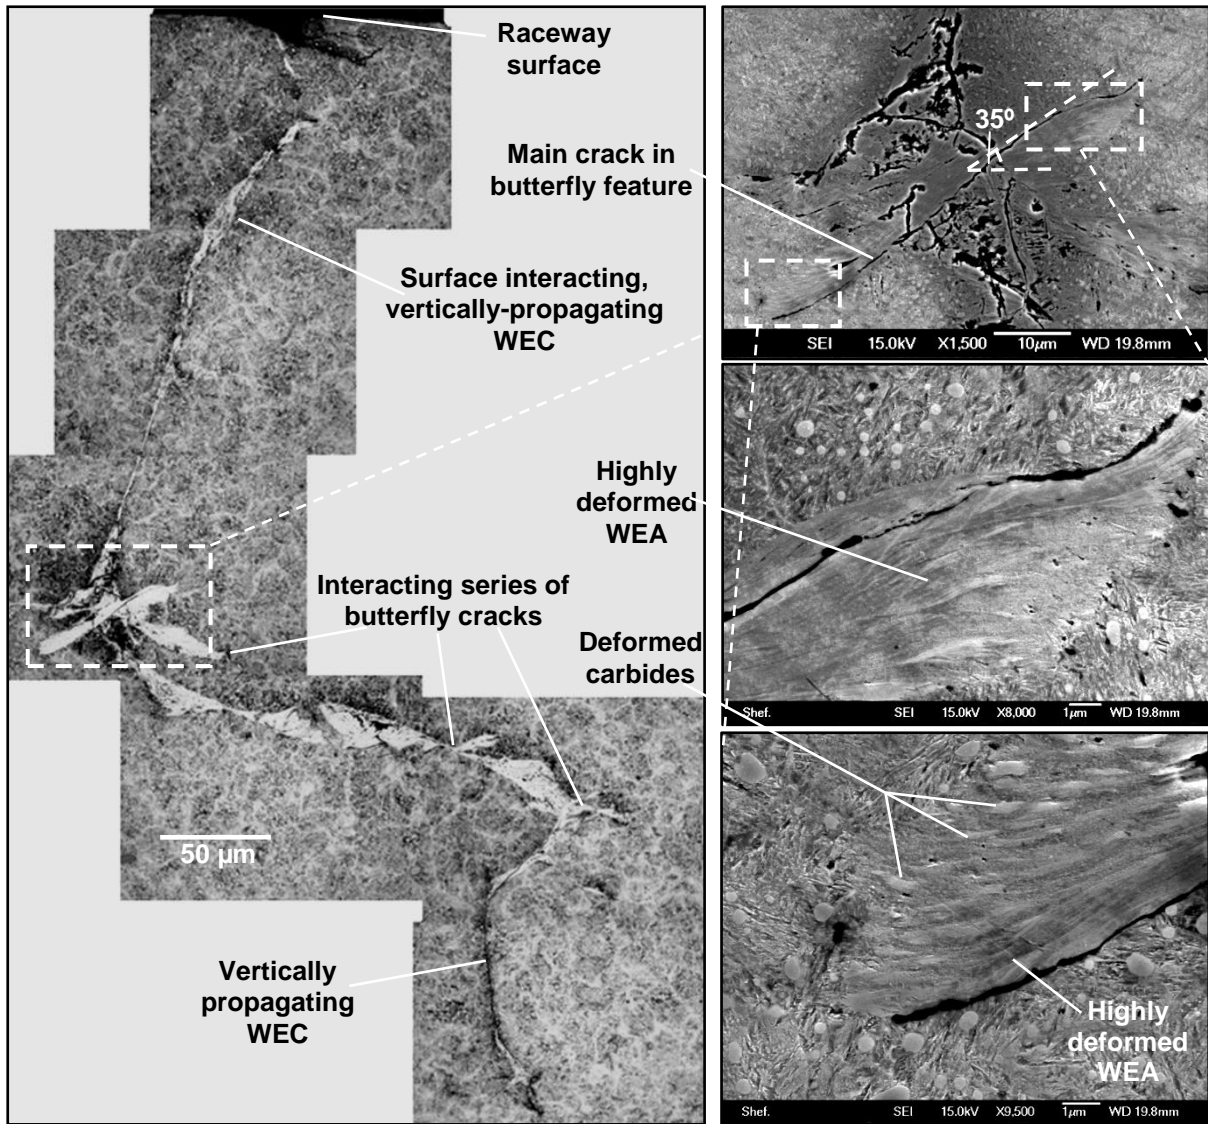 Raceway
surface
Main crack in
butterfly feature
Surface interacting,
vertically-propagating
WEC
Highly
deformed
WEA
Interacting series of
butterfly cracks
Deformed
carbides
50 µm
Vertically
propagating
WEC
35º
SEI 15.0kV X1,500 10µm WD 19.8mm
Shef. SEI 15.0kV X8,000 1µm WD 19.8mm
Highly
deformed
WEA
Shef. SEI 15.0kV X9,500 1µm WD 19.8mm